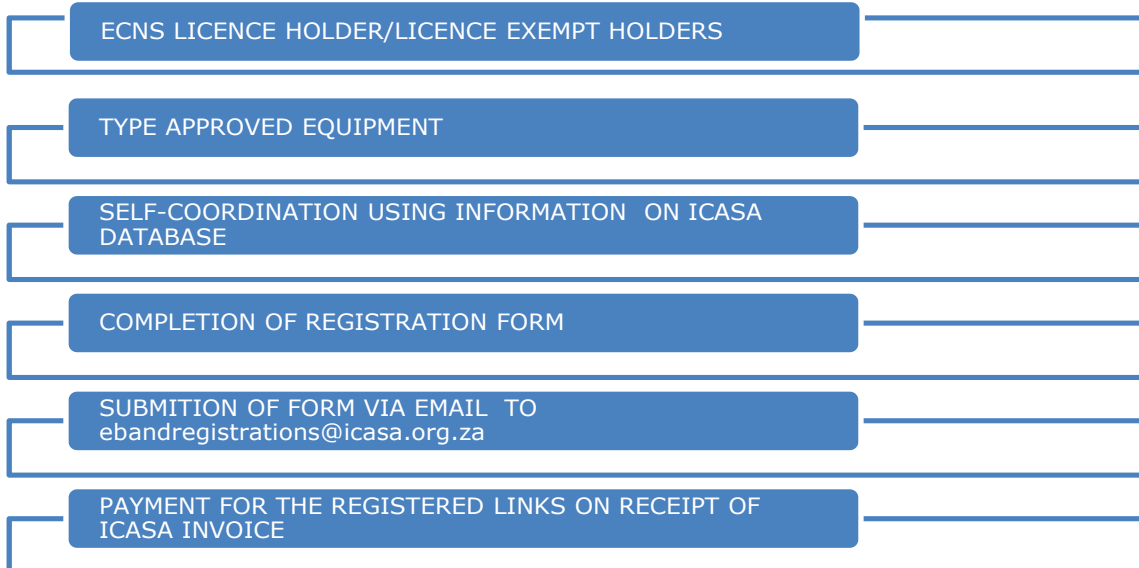 ECNS LICENCE HOLDER/LICENCE EXEMPT HOLDERS
TYPE APPROVED EQUIPMENT
SELF-COORDINATION USING INFORMATION ON ICASA
DATABASE
COMPLETION OF REGISTRATION FORM
SUBMITION OF FORM VIA EMAIL TO
ebandregistrations@icasa.org.za
PAYMENT FOR THE REGISTERED LINKS ON RECEIPT OF
ICASA INVOICE